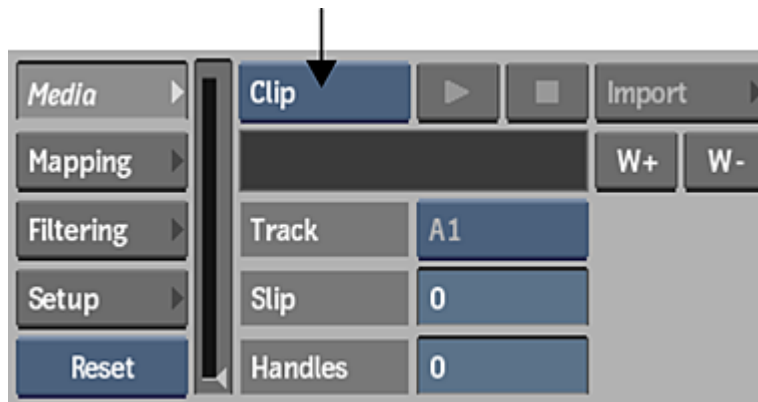 Media Clip Import
Mapping W+ W-
Filtering Track A1
Setup Slip 0
Reset Handles 0